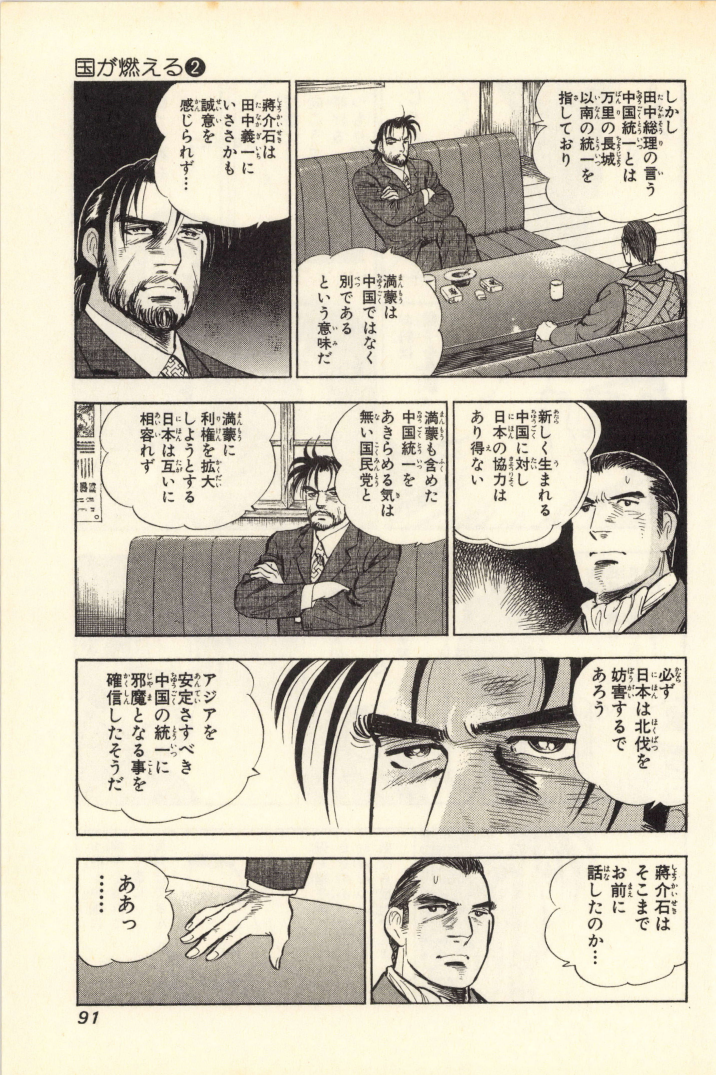 国が燃える❷
しかし
田中総理の言う
中国統一とは
万里の長城
以南の統一を
指しており
満蒙は
中国ではなく
別である
という意味だ
蔣介石は
田中義一に
いささかも
誠意を
感じられず…
新しく生まれる
中国に対し
日本の協力は
あり得ない
満蒙も含めた
中国統一を
あきらめる気は
無い国民党と
満蒙に
利権を拡大
しようとする
日本は互いに
相容れず
必ず
日本は北伐を
妨害するで
あろう
アジアを
安定さすべき
中国の統一に
邪魔となる事を
確信したそうだ
蔣介石は
そこまで
お前に
話したのか…
ああっ
……
91